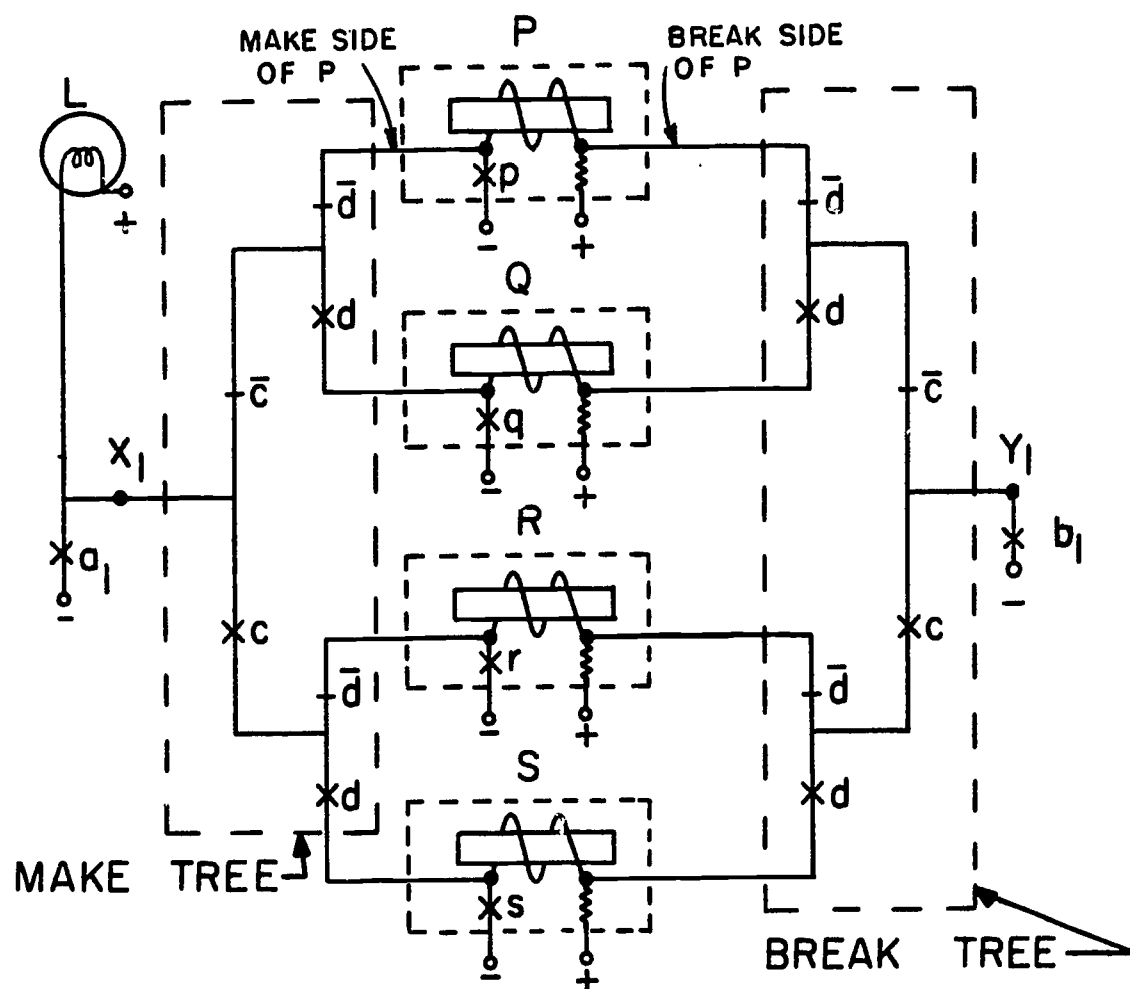 P
MAKE SIDE
OF P
BREAK SIDE
OF P
L
+
d̄
p
-
+
d̄
Q
d
d
c̄
q
c̄
-
+
X₁
Y₁
R
a₁
b₁
-
-
c
r
c
d̄
d̄
-
+
S
d
d
MAKE TREE
s
BREAK TREE
-
+